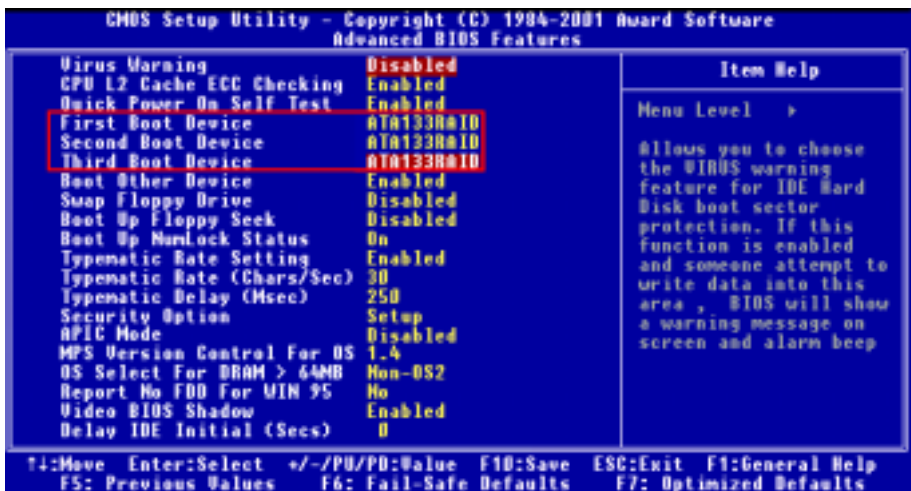 CMOS Setup Utility - Copyright (C) 1984-2001 Award Software
Advanced BIOS Features
Virus Warning Disabled
CPU L2 Cache ECC Checking Enabled
Quick Power On Self Test Enabled
First Boot Device ATA133RAID
Second Boot Device ATA133RAID
Third Boot Device ATA133RAID
Boot Other Device Enabled
Swap Floppy Drive Disabled
Boot Up Floppy Seek Disabled
Boot Up NumLock Status On
Typematic Rate Setting Enabled
Typematic Rate (Chars/Sec) 30
Typematic Delay (Msec) 250
Security Option Setup
APIC Mode Disabled
MPS Version Control For OS 1.4
OS Select For DRAM > 64MB Non-OS2
Report No FDD For WIN 95 No
Video BIOS Shadow Enabled
Delay IDE Initial (Secs) 0
Item Help
Menu Level ▸
Allows you to choose
the VIRUS warning
feature for IDE Hard
Disk boot sector
protection. If this
function is enabled
and someone attempt to
write data into this
area , BIOS will show
a warning message on
screen and alarm beep
↑↓:Move Enter:Select +/-/PU/PD:Value F10:Save ESC:Exit F1:General Help
F5: Previous Values F6: Fail-Safe Defaults F7: Optimized Defaults